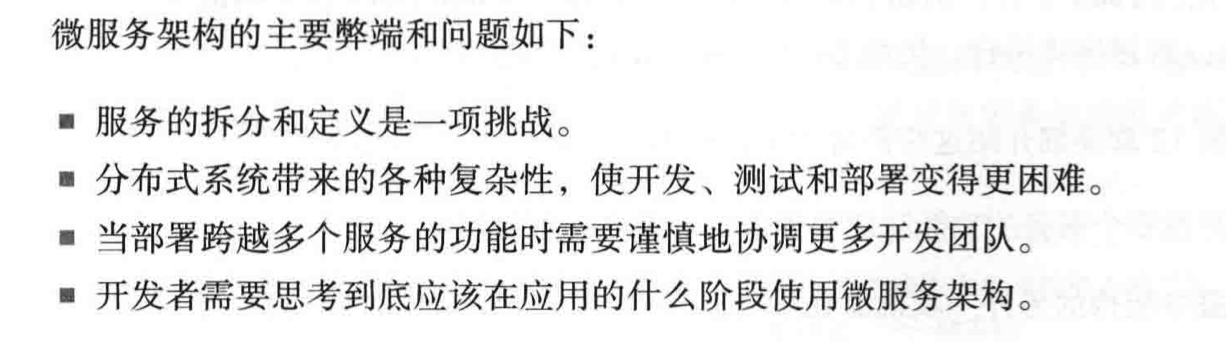 微服务架构的主要弊端和问题如下：
■ 服务的拆分和定义是一项挑战。
■ 分布式系统带来的各种复杂性，使开发、测试和部署变得更困难。
■ 当部署跨越多个服务的功能时需要谨慎地协调更多开发团队。
■ 开发者需要思考到底应该在应用的什么阶段使用微服务架构。